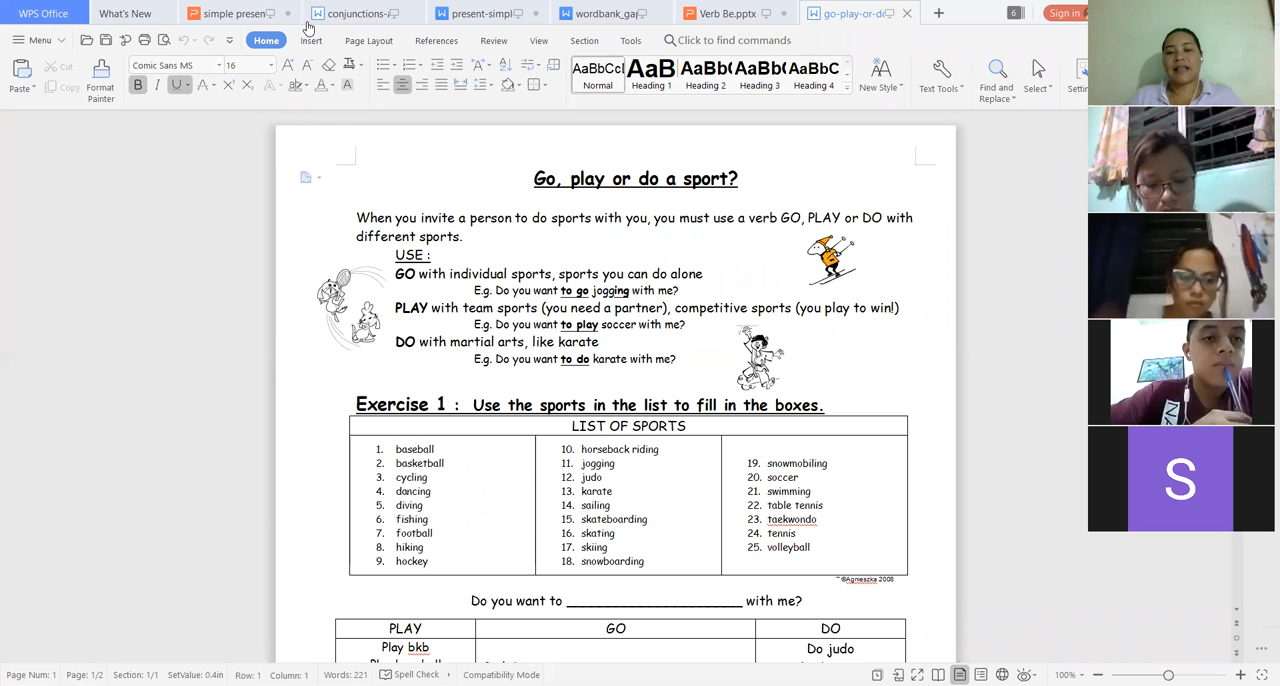 WPS Office What's New simple presen conjunctions- present-simpl wordbank_gap Verb Be.pptx go-play-or-do 6 Sign in
Menu Home Insert Page Layout References Review View Section Tools Click to find commands
Comic Sans MS 16
Paste Cut Copy Format Painter B I U
AaBbCcI AaB AaBb( AaBb( AaBbC
Normal Heading 1 Heading 2 Heading 3 Heading 4 New Style Text Tools Find and Replace Select
Go, play or do a sport?
When you invite a person to do sports with you, you must use a verb GO, PLAY or DO with
different sports.
USE :
GO with individual sports, sports you can do alone
E.g. Do you want to go jogging with me?
PLAY with team sports (you need a partner), competitive sports (you play to win!)
E.g. Do you want to play soccer with me?
DO with martial arts, like karate
E.g. Do you want to do karate with me?
Exercise 1 : Use the sports in the list to fill in the boxes.
LIST OF SPORTS
1. baseball
2. basketball
3. cycling
4. dancing
5. diving
6. fishing
7. football
8. hiking
9. hockey
10. horseback riding
11. jogging
12. judo
13. karate
14. sailing
15. skateboarding
16. skating
17. skiing
18. snowboarding
19. snowmobiling
20. soccer
21. swimming
22. table tennis
23. taekwondo
24. tennis
25. volleyball
©Agnieszka 2008
Do you want to ______________________ with me?
PLAY GO DO
Play bkb Do judo
S
Page Num: 1 Page: 1/2 Section: 1/1 SetValue: 0.4in Row: 1 Column: 1 Words: 221 Spell Check Compatibility Mode 100%